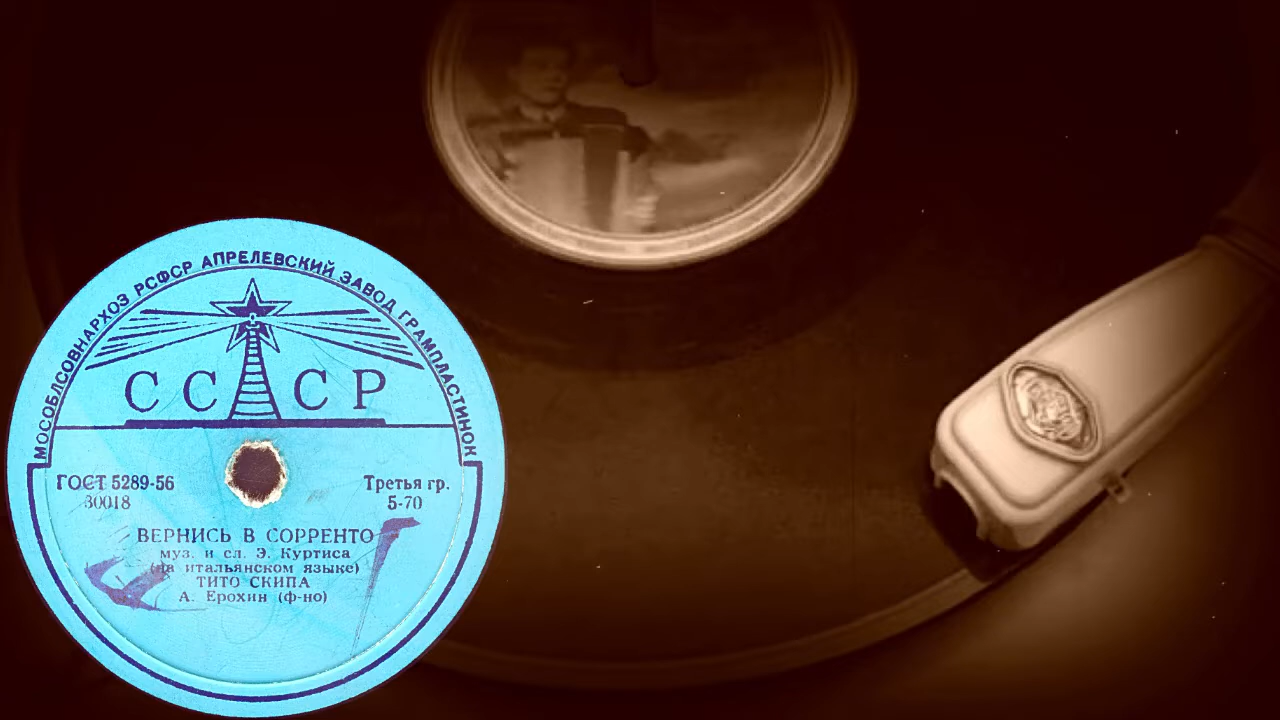 МОСОБЛСОВНАРХОЗ РСФСР АПРЕЛЕВСКИЙ ЗАВОД ГРАМПЛАСТИНОК
СССР
ГОСТ 5289-56
30018
Третья гр.
5-70
ВЕРНИСЬ В СОРРЕНТО
муз. и сл. Э. Куртиса
(на итальянском языке)
ТИТО СКИПА
А. Ерохин (ф-но)